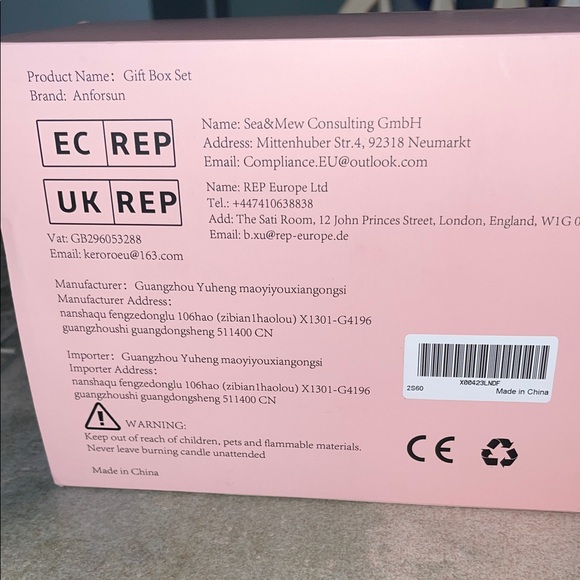 Product Name： Gift Box Set
Brand: Anforsun
EC REP
Name: Sea&Mew Consulting GmbH
Address: Mittenhuber Str.4, 92318 Neumarkt
Email: Compliance.EU@outlook.com
UK REP
Name: REP Europe Ltd
Tel.: +447410638838
Add: The Sati Room, 12 John Princes Street, London, England, W1G 0
Email: b.xu@rep-europe.de
Vat: GB296053288
Email: keroroeu@163.com
Manufacturer： Guangzhou Yuheng maoyiyouxiangongsi
Manufacturer Address：
nanshaqu fengzedonglu 106hao (zibian1haolou) X1301-G4196
guangzhoushi guangdongsheng 511400 CN
Importer： Guangzhou Yuheng maoyiyouxiangongsi
Importer Address：
nanshaqu fengzedonglu 106hao (zibian1haolou) X1301-G4196
guangzhoushi guangdongsheng 511400 CN
WARNING:
Keep out of reach of children, pets and flammable materials.
Never leave burning candle unattended
Made in China
X00423LNDF
2S60
Made in China
CE